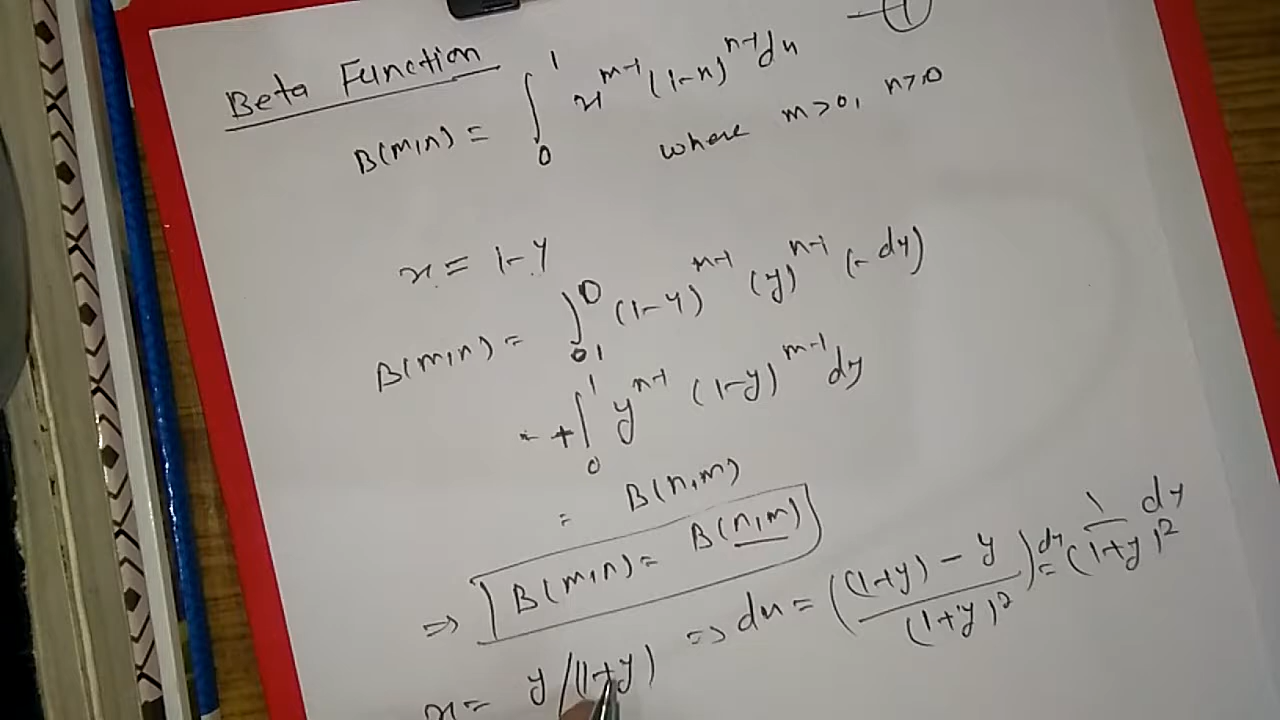 Beta Function
B(m,n) = ∫₀¹ x^{m-1} (1-x)^{n-1} dx —①
where m>0, n>0
x = 1-y
B(m,n) = ∫₁⁰ (1-y)^{m-1} (y)^{n-1} (-dy)
= +∫₀¹ y^{n-1} (1-y)^{m-1} dy
= B(n,m)
⇒ B(m,n) = B(n,m)
x = y/(1+y) ⇒ dx = ((1+y) - y)/(1+y)² dy = 1/(1+y)² dy